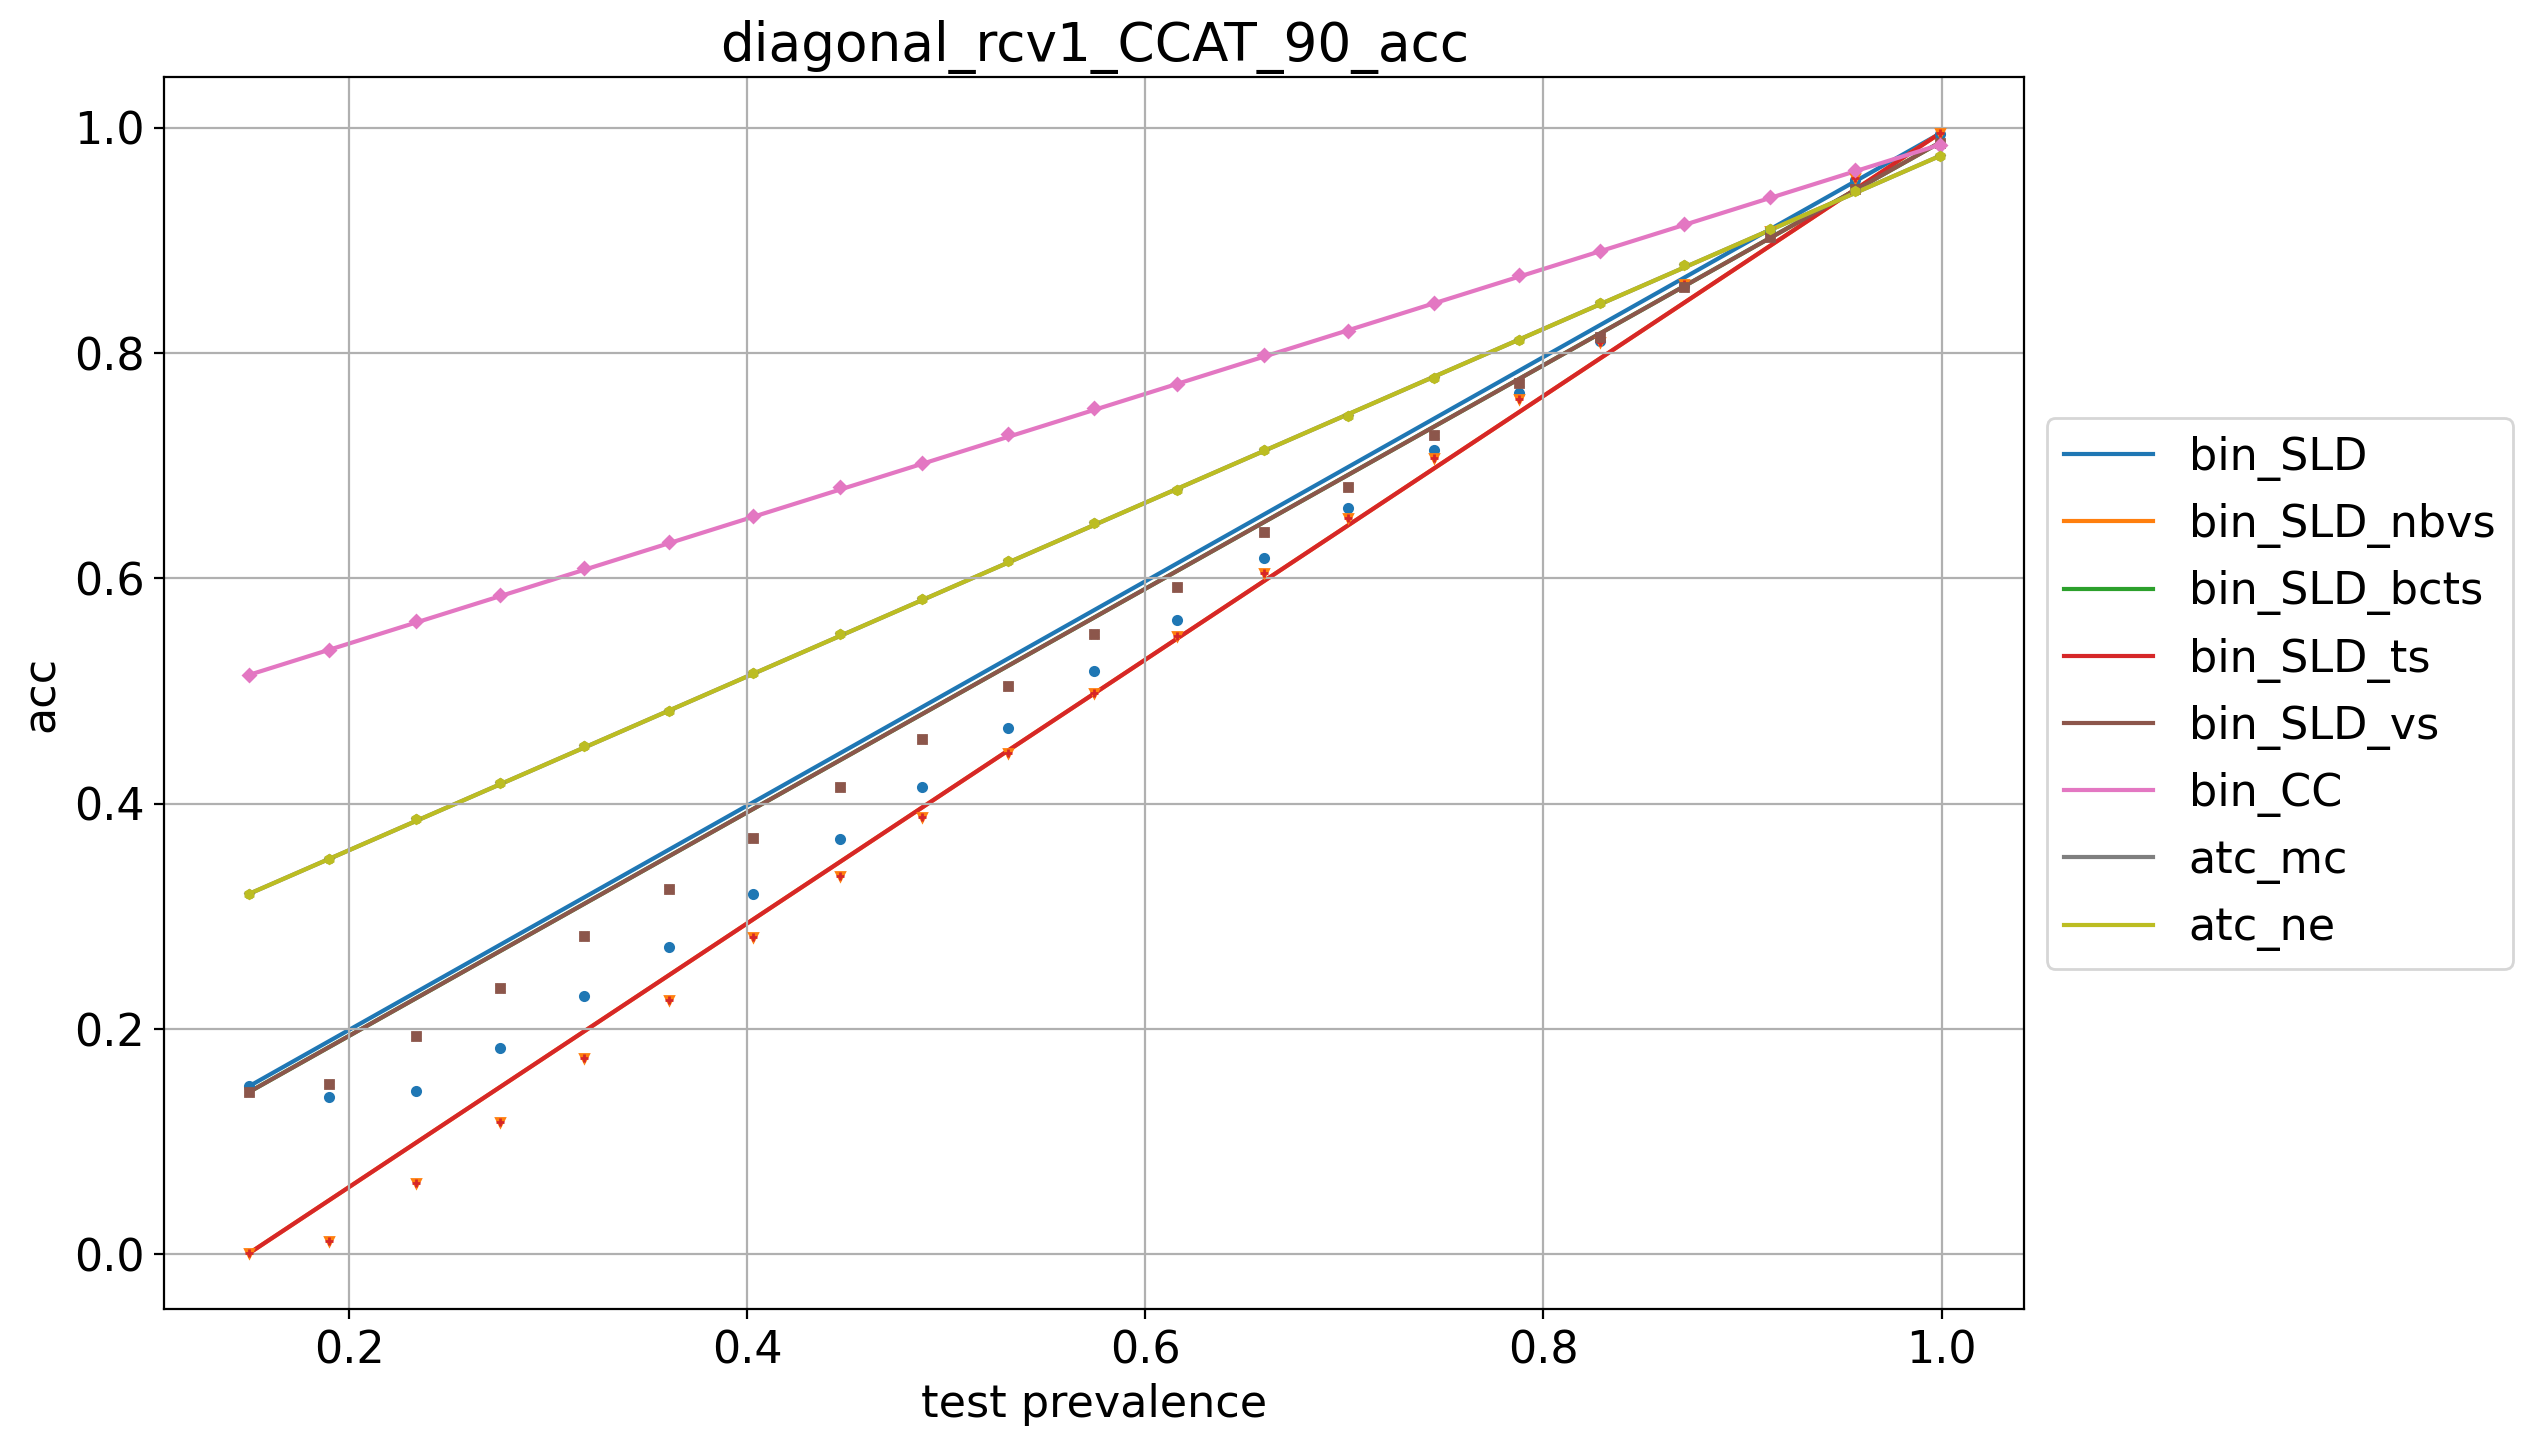 diagonal_rcv1_CCAT_90_acc
1.0
0.8
0.6
0.4
0.2
0.0
acc
0.2 0.4 0.6 0.8 1.0
test prevalence
bin_SLD
bin_SLD_nbvs
bin_SLD_bcts
bin_SLD_ts
bin_SLD_vs
bin_CC
atc_mc
atc_ne